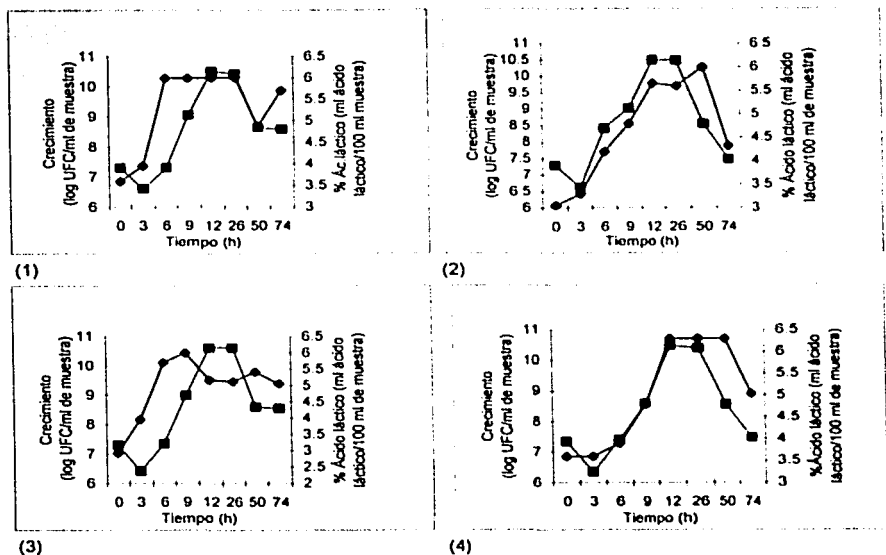 Crecimiento
(log UFC/ml de muestra)
11
10
9
8
7
6
6.5
6
5.5
5
4.5
4
3.5
3
% Ác.láctico (ml ácido
láctico/100 ml muestra)
0 3 6 9 12 26 50 74
Tiempo (h)
(1)
Crecimiento
(log UFC/ml de muestra)
11
10.5
10
9.5
9
8.5
8
7.5
7
6.5
6
6.5
6
5.5
5
4.5
4
3.5
3
% Ácido láctico (ml ácido
láctico/100 ml de muestra)
0 3 6 9 12 26 50 74
Tiempo (h)
(2)
Crecimiento
(log UFC/ml de muestra)
11
10
9
8
7
6
6.5
6
5.5
5
4.5
4
3.5
3
2.5
2
% Ácido láctico (ml ácido
láctico/100 ml de muestra)
0 3 6 9 12 26 50 74
Tiempo (h)
(3)
Crecimiento
(log UFC/ml de muestra)
11
10
9
8
7
6
6.5
6
5.5
5
4.5
4
3.5
3
%Ácido láctico (ml ácido
láctico/100 ml de muestra)
0 3 6 9 12 26 50 74
Tiempo (h)
(4)